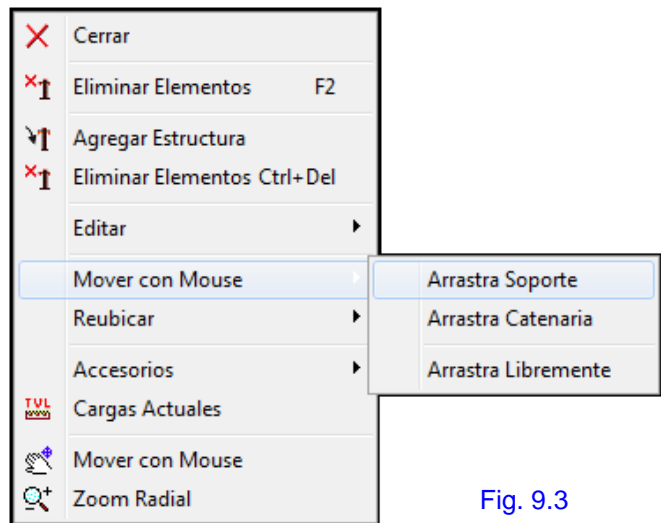 Cerrar
Eliminar Elementos F2
Agregar Estructura
Eliminar Elementos Ctrl+Del
Editar
Mover con Mouse
Arrastra Soporte
Reubicar
Arrastra Catenaria
Accesorios
Arrastra Libremente
TVL
Cargas Actuales
Mover con Mouse
Zoom Radial
Fig. 9.3